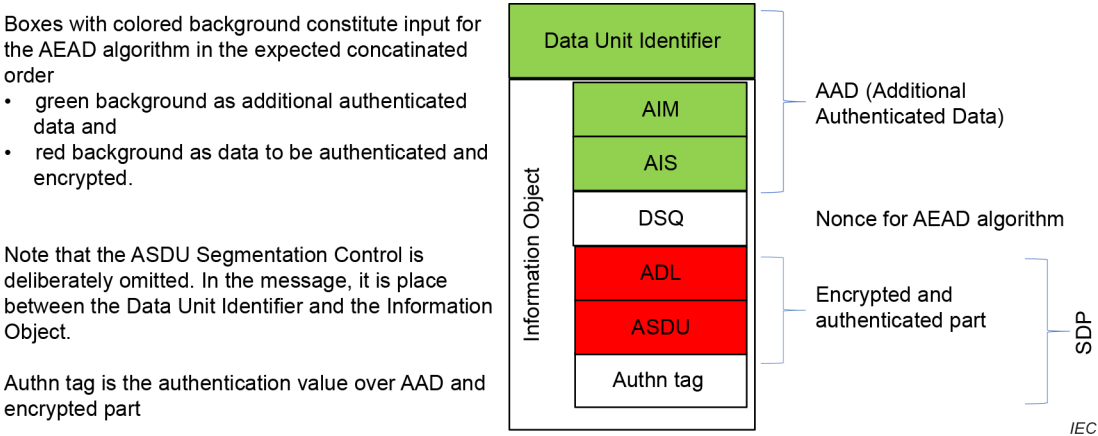 Boxes with colored background constitute input for
the AEAD algorithm in the expected concatinated
order
• green background as additional authenticated
data and
• red background as data to be authenticated and
encrypted.
Note that the ASDU Segmentation Control is
deliberately omitted. In the message, it is place
between the Data Unit Identifier and the Information
Object.
Authn tag is the authentication value over AAD and
encrypted part
Data Unit Identifier
Information Object
AIM
AIS
DSQ
ADL
ASDU
Authn tag
AAD (Additional
Authenticated Data)
Nonce for AEAD algorithm
Encrypted and
authenticated part
SDP
IEC